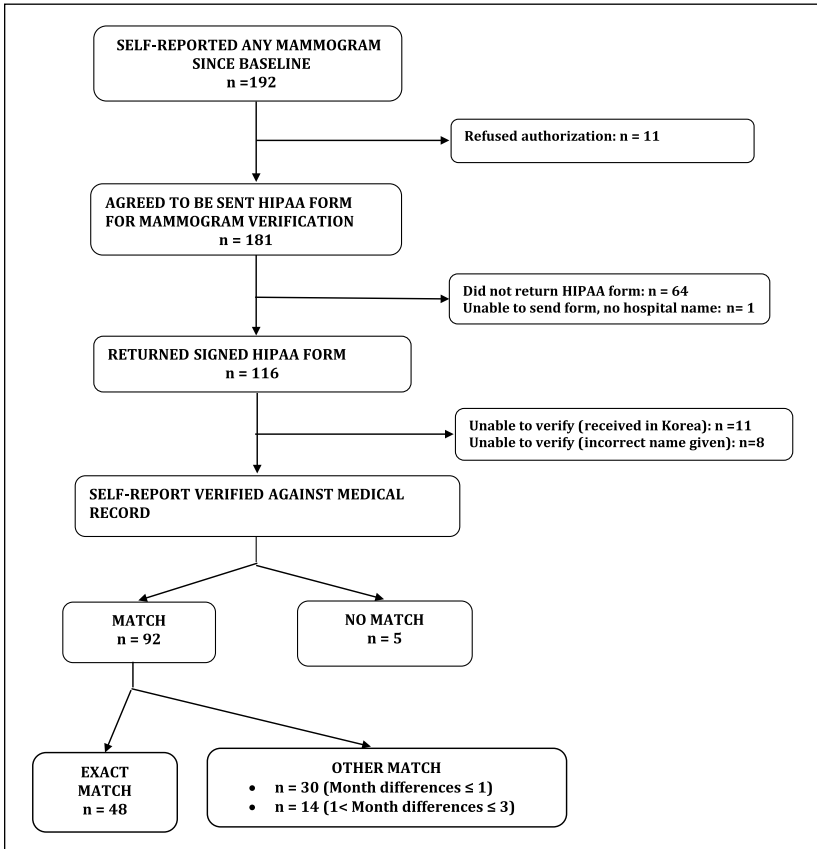 SELF-REPORTED ANY MAMMOGRAM
SINCE BASELINE
n =192
Refused authorization: n = 11
AGREED TO BE SENT HIPAA FORM
FOR MAMMOGRAM VERIFICATION
n = 181
Did not return HIPAA form: n = 64
Unable to send form, no hospital name: n= 1
RETURNED SIGNED HIPAA FORM
n = 116
Unable to verify (received in Korea): n =11
Unable to verify (incorrect name given): n=8
SELF-REPORT VERIFIED AGAINST MEDICAL
RECORD
MATCH
n = 92
NO MATCH
n = 5
EXACT
MATCH
n = 48
OTHER MATCH
• n = 30 (Month differences ≤ 1)
• n = 14 (1< Month differences ≤ 3)